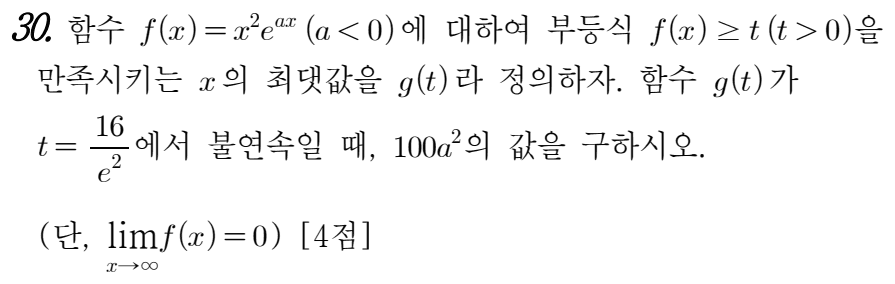 30. 함수 f(x)=x²e^{ax} (a<0)에 대하여 부등식 f(x)≥t (t>0)을
만족시키는 x의 최댓값을 g(t)라 정의하자. 함수 g(t)가
t = 16/e² 에서 불연속일 때, 100a²의 값을 구하시오.
(단, lim_{x→∞} f(x)=0) [4점]